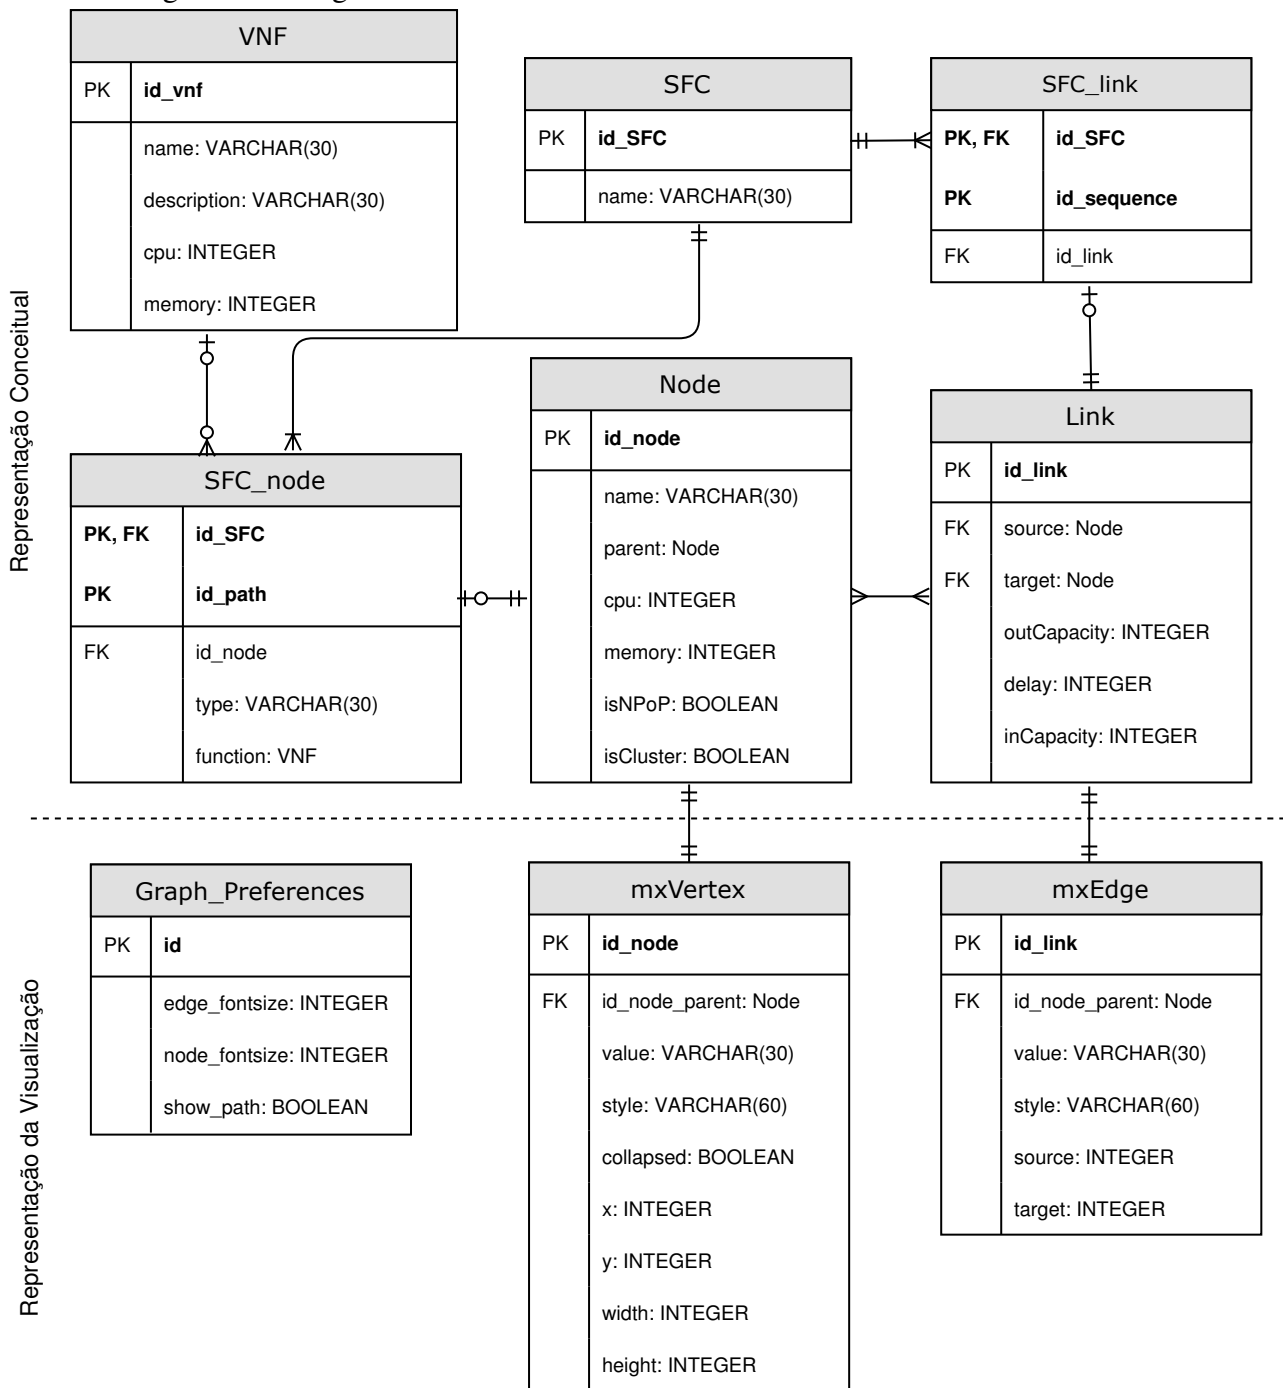 VNF
PK id_vnf
name: VARCHAR(30)
description: VARCHAR(30)
cpu: INTEGER
memory: INTEGER
SFC
PK id_SFC
name: VARCHAR(30)
SFC_link
PK, FK id_SFC
PK id_sequence
FK id_link
Representação Conceitual
SFC_node
PK, FK id_SFC
PK id_path
FK id_node
type: VARCHAR(30)
function: VNF
Node
PK id_node
name: VARCHAR(30)
parent: Node
cpu: INTEGER
memory: INTEGER
isNPoP: BOOLEAN
isCluster: BOOLEAN
Link
PK id_link
FK source: Node
FK target: Node
outCapacity: INTEGER
delay: INTEGER
inCapacity: INTEGER
Representação da Visualização
Graph_Preferences
PK id
edge_fontsize: INTEGER
node_fontsize: INTEGER
show_path: BOOLEAN
mxVertex
PK id_node
FK id_node_parent: Node
value: VARCHAR(30)
style: VARCHAR(60)
collapsed: BOOLEAN
x: INTEGER
y: INTEGER
width: INTEGER
height: INTEGER
mxEdge
PK id_link
FK id_node_parent: Node
value: VARCHAR(30)
style: VARCHAR(60)
source: INTEGER
target: INTEGER